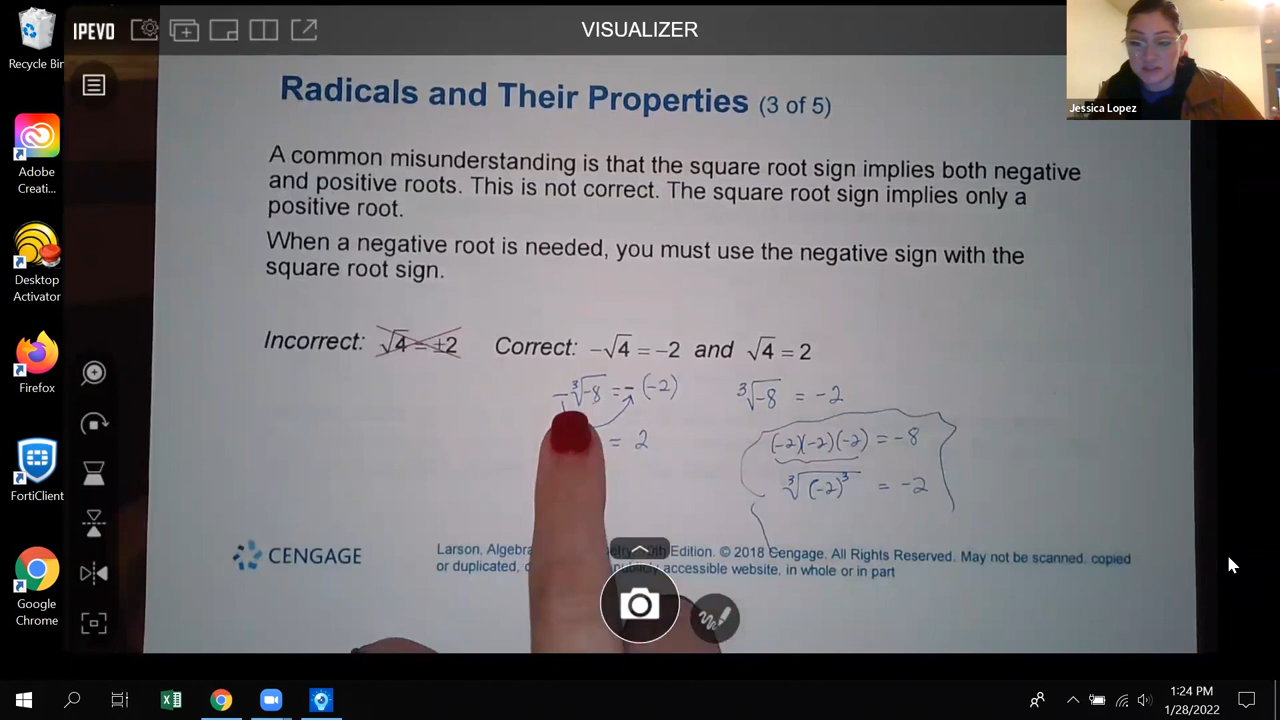 VISUALIZER
IPEVO
Jessica Lopez
Recycle Bin
Adobe
Creati...
Desktop
Activator
Firefox
FortiClient
Google
Chrome
Radicals and Their Properties (3 of 5)
A common misunderstanding is that the square root sign implies both negative
and positive roots. This is not correct. The square root sign implies only a
positive root.
When a negative root is needed, you must use the negative sign with the
square root sign.
Incorrect: √4 = ±2 Correct: −√4 = −2 and √4 = 2
−∛−8 = −(−2) ∛−8 = −2
= 2 (−2)(−2)(−2) = −8
∛(−2)³ = −2
CENGAGE
Larson, Algebra Edition. © 2018 Cengage. All Rights Reserved. May not be scanned, copied
or duplicated, accessible website, in whole or in part
1:24 PM
1/28/2022